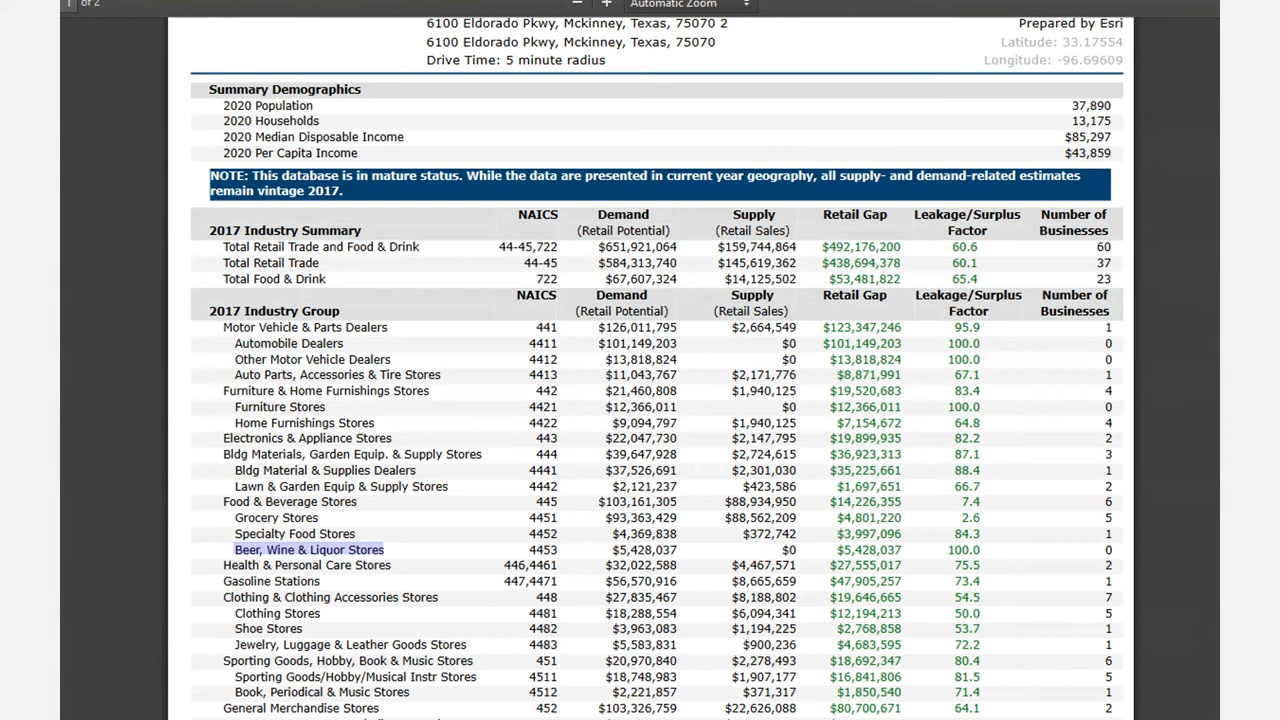 1 of 2 Automatic Zoom
6100 Eldorado Pkwy, Mckinney, Texas, 75070 2 Prepared by Esri
6100 Eldorado Pkwy, Mckinney, Texas, 75070 Latitude: 33.17554
Drive Time: 5 minute radius Longitude: -96.69609
Summary Demographics
2020 Population 37,890
2020 Households 13,175
2020 Median Disposable Income $85,297
2020 Per Capita Income $43,859
NOTE: This database is in mature status. While the data are presented in current year geography, all supply- and demand-related estimates
remain vintage 2017.
NAICS Demand Supply Retail Gap Leakage/Surplus Number of
2017 Industry Summary (Retail Potential) (Retail Sales) Factor Businesses
Total Retail Trade and Food & Drink 44-45,722 $651,921,064 $159,744,864 $492,176,200 60.6 60
Total Retail Trade 44-45 $584,313,740 $145,619,362 $438,694,378 60.1 37
Total Food & Drink 722 $67,607,324 $14,125,502 $53,481,822 65.4 23
NAICS Demand Supply Retail Gap Leakage/Surplus Number of
2017 Industry Group (Retail Potential) (Retail Sales) Factor Businesses
Motor Vehicle & Parts Dealers 441 $126,011,795 $2,664,549 $123,347,246 95.9 1
Automobile Dealers 4411 $101,149,203 $0 $101,149,203 100.0 0
Other Motor Vehicle Dealers 4412 $13,818,824 $0 $13,818,824 100.0 0
Auto Parts, Accessories & Tire Stores 4413 $11,043,767 $2,171,776 $8,871,991 67.1 1
Furniture & Home Furnishings Stores 442 $21,460,808 $1,940,125 $19,520,683 83.4 4
Furniture Stores 4421 $12,366,011 $0 $12,366,011 100.0 0
Home Furnishings Stores 4422 $9,094,797 $1,940,125 $7,154,672 64.8 4
Electronics & Appliance Stores 443 $22,047,730 $2,147,795 $19,899,935 82.2 2
Bldg Materials, Garden Equip. & Supply Stores 444 $39,647,928 $2,724,615 $36,923,313 87.1 3
Bldg Material & Supplies Dealers 4441 $37,526,691 $2,301,030 $35,225,661 88.4 1
Lawn & Garden Equip & Supply Stores 4442 $2,121,237 $423,586 $1,697,651 66.7 2
Food & Beverage Stores 445 $103,161,305 $88,934,950 $14,226,355 7.4 6
Grocery Stores 4451 $93,363,429 $88,562,209 $4,801,220 2.6 5
Specialty Food Stores 4452 $4,369,838 $372,742 $3,997,096 84.3 1
Beer, Wine & Liquor Stores 4453 $5,428,037 $0 $5,428,037 100.0 0
Health & Personal Care Stores 446,4461 $32,022,588 $4,467,571 $27,555,017 75.5 2
Gasoline Stations 447,4471 $56,570,916 $8,665,659 $47,905,257 73.4 1
Clothing & Clothing Accessories Stores 448 $27,835,467 $8,188,802 $19,646,665 54.5 7
Clothing Stores 4481 $18,288,554 $6,094,341 $12,194,213 50.0 5
Shoe Stores 4482 $3,963,083 $1,194,225 $2,768,858 53.7 1
Jewelry, Luggage & Leather Goods Stores 4483 $5,583,831 $900,236 $4,683,595 72.2 1
Sporting Goods, Hobby, Book & Music Stores 451 $20,970,840 $2,278,493 $18,692,347 80.4 6
Sporting Goods/Hobby/Musical Instr Stores 4511 $18,748,983 $1,907,177 $16,841,806 81.5 5
Book, Periodical & Music Stores 4512 $2,221,857 $371,317 $1,850,540 71.4 1
General Merchandise Stores 452 $103,326,759 $22,626,088 $80,700,671 64.1 2